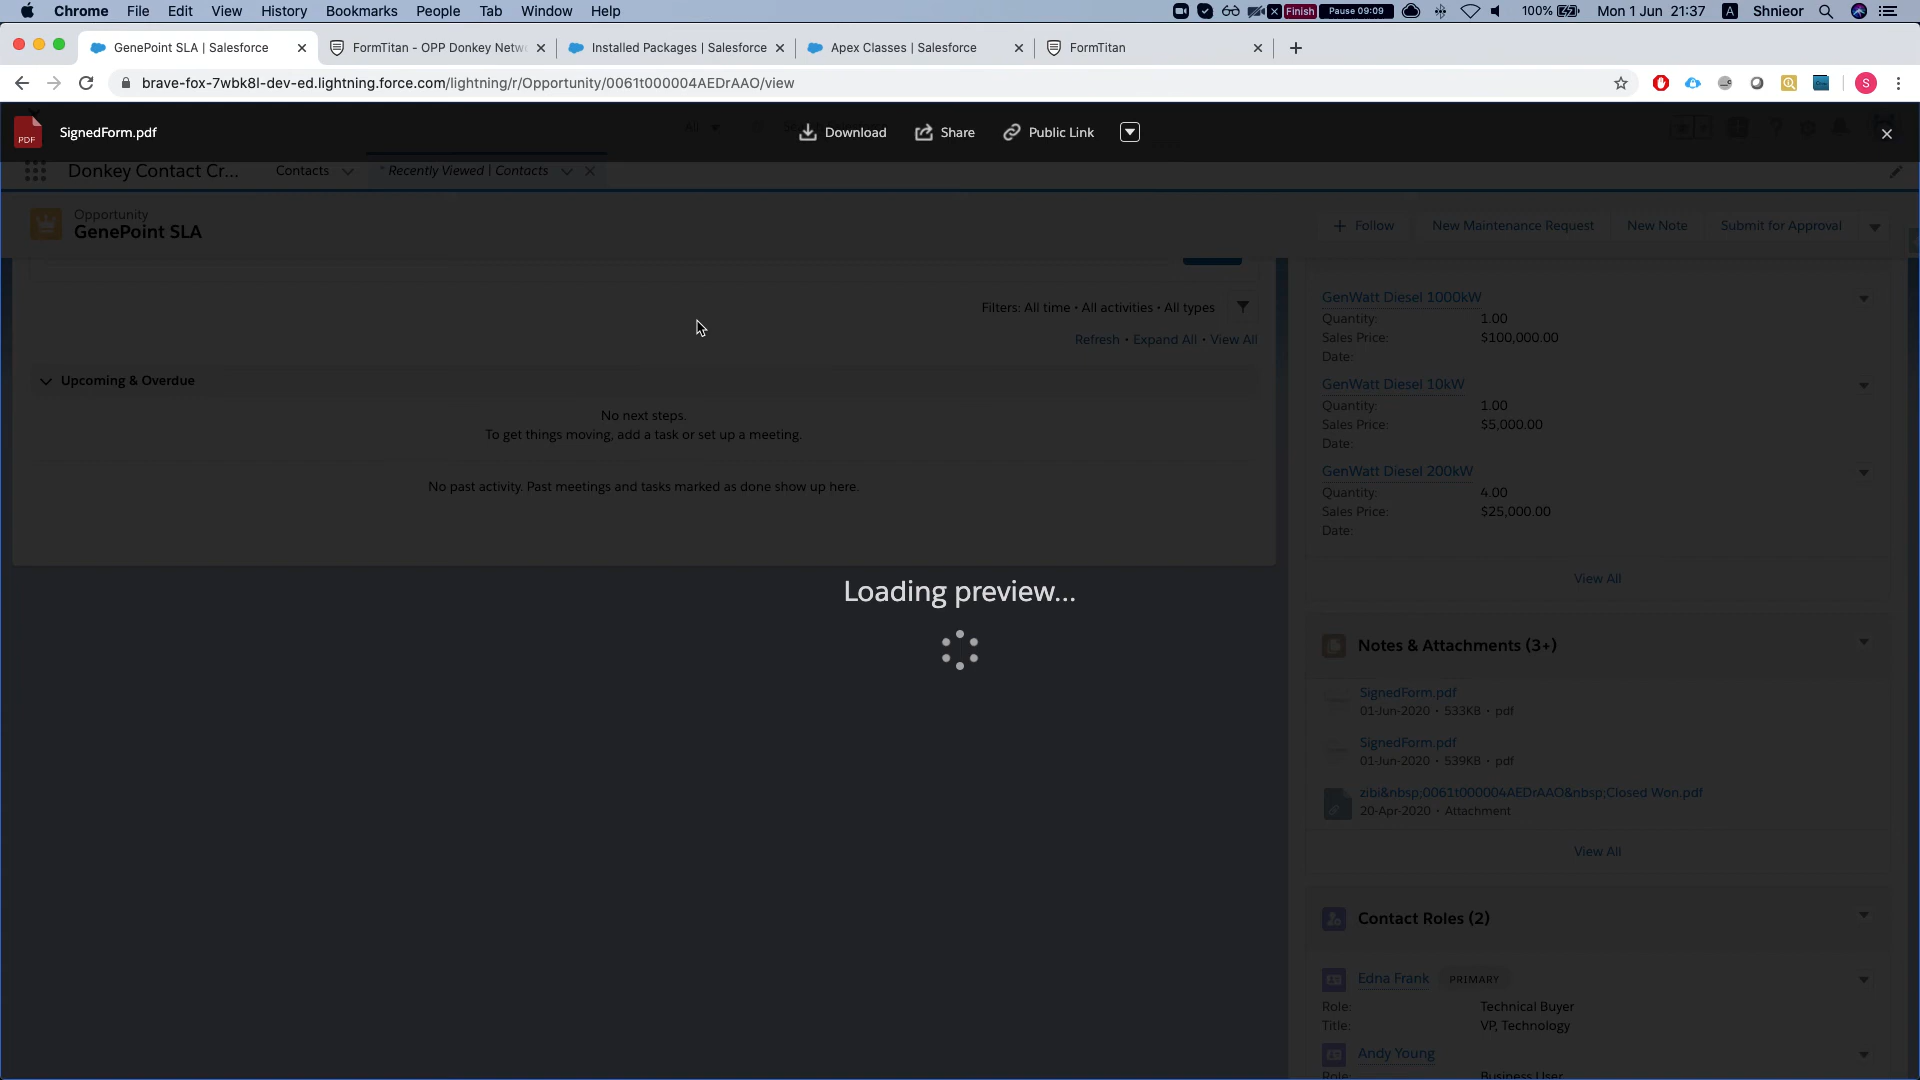 Chrome File Edit View History Bookmarks People Tab Window Help Finish Pause 09:09 100% Mon 1 Jun 21:37 A Shnieor
GenePoint SLA | Salesforce FormTitan - OPP Donkey Netw Installed Packages | Salesforce Apex Classes | Salesforce FormTitan
brave-fox-7wbk8l-dev-ed.lightning.force.com/lightning/r/Opportunity/0061t000004AEDrAAO/view S
PDF SignedForm.pdf Download Share Public Link
All
Donkey Contact Cr... Contacts * Recently Viewed | Contacts
Opportunity
GenePoint SLA
Follow New Maintenance Request New Note Submit for Approval
Filters: All time • All activities • All types
Refresh • Expand All • View All
Upcoming & Overdue
No next steps.
To get things moving, add a task or set up a meeting.
No past activity. Past meetings and tasks marked as done show up here.
Loading preview...
GenWatt Diesel 1000kW
Quantity: 1.00
Sales Price: $100,000.00
Date:
GenWatt Diesel 10kW
Quantity: 1.00
Sales Price: $5,000.00
Date:
GenWatt Diesel 200kW
Quantity: 4.00
Sales Price: $25,000.00
Date:
View All
Notes & Attachments (3+)
SignedForm.pdf
01-Jun-2020 • 533KB • pdf
SignedForm.pdf
01-Jun-2020 • 539KB • pdf
zibi&nbsp;0061t000004AEDrAAO&nbsp;Closed Won.pdf
20-Apr-2020 • Attachment
View All
Contact Roles (2)
Edna Frank PRIMARY
Role: Technical Buyer
Title: VP, Technology
Andy Young
Role: Business User